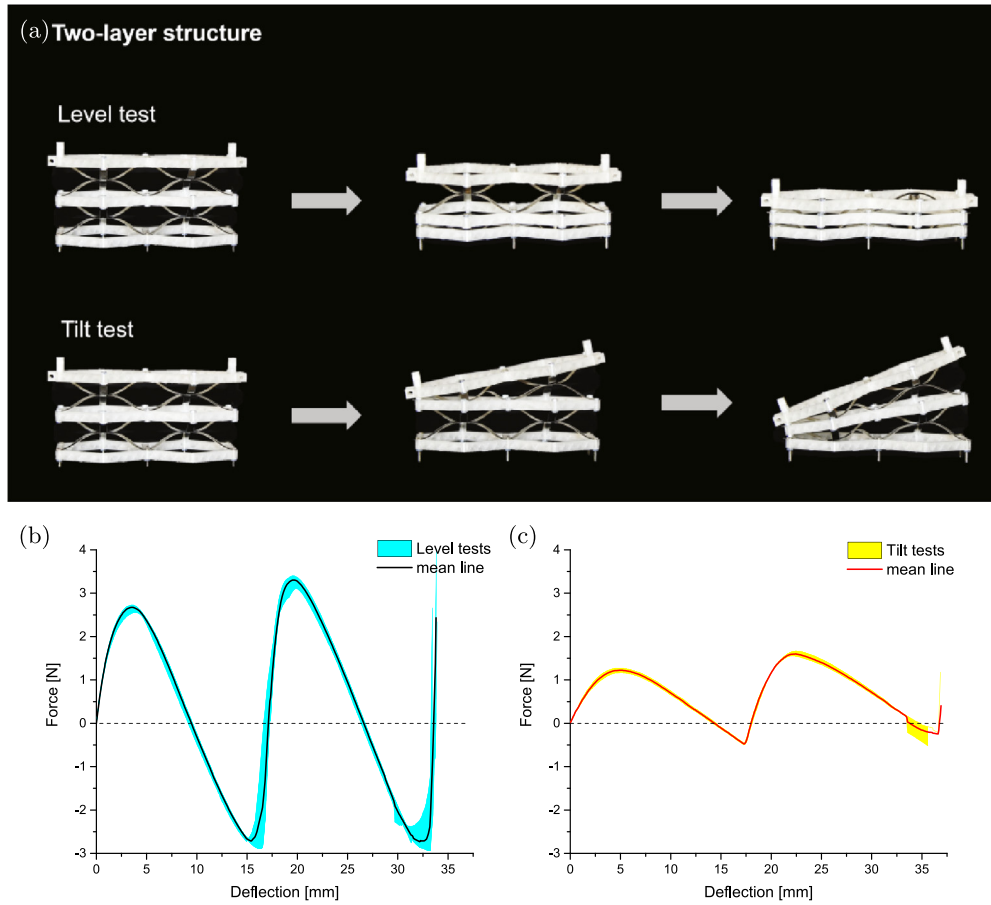 (a) Two-layer structure
Level test
Tilt test
(b)
Level tests
mean line
4
3
2
1
0
-1
-2
-3
Force [N]
0 5 10 15 20 25 30 35
Deflection [mm]
(c)
Tilt tests
mean line
4
3
2
1
0
-1
-2
-3
Force [N]
0 5 10 15 20 25 30 35
Deflection [mm]